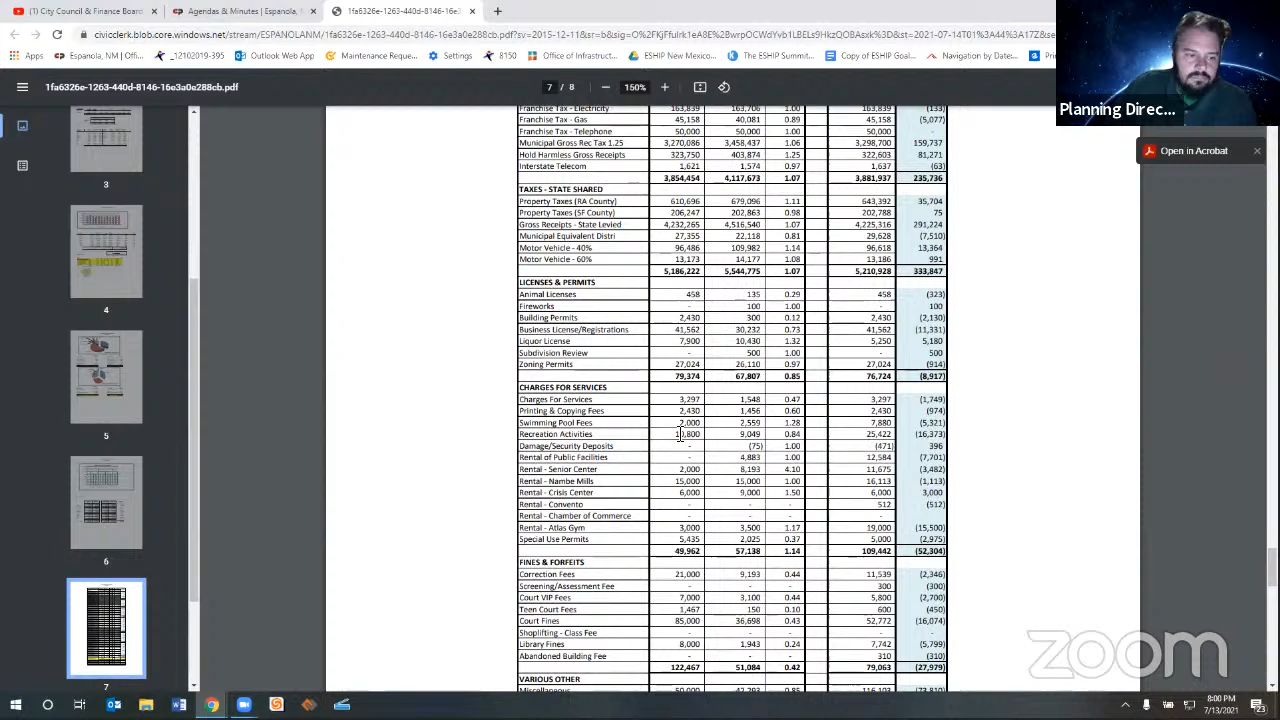 (1) City Council & Finance Board
Agendas & Minutes | Espanola, N
1fa6326e-1263-440d-8146-16e3
Apps
Espanola, NM | Offi...
_12102019-395
Outlook Web App
Maintenance Reque...
Settings
8150
Office of Infrastruct...
ESHIP New Mexico...
The ESHIP Summit...
Copy of ESHIP Goal...
Navigation by Dates...
1fa6326e-1263-440d-8146-16e3a0e288cb.pdf
7 / 8
150%
Planning Direc...
Open in Acrobat
3
4
5
6
7
Franchise Tax - Electricity 163,839 163,706 1.00 163,839 (133)
Franchise Tax - Gas 45,158 40,081 0.89 45,158 (5,077)
Franchise Tax - Telephone 50,000 50,000 1.00 50,000 -
Municipal Gross Rec Tax 1.25 3,270,086 3,458,437 1.06 3,298,700 159,737
Hold Harmless Gross Receipts 323,750 403,874 1.25 322,603 81,271
Interstate Telecom 1,621 1,574 0.97 1,637 (63)
3,854,454 4,117,673 1.07 3,881,937 235,736
TAXES - STATE SHARED
Property Taxes (RA County) 610,696 679,096 1.11 643,392 35,704
Property Taxes (SF County) 206,247 202,863 0.98 202,788 75
Gross Receipts - State Levied 4,232,265 4,516,540 1.07 4,225,316 291,224
Municipal Equivalent Distri 27,355 22,118 0.81 29,628 (7,510)
Motor Vehicle - 40% 96,486 109,982 1.14 96,618 13,364
Motor Vehicle - 60% 13,173 14,177 1.08 13,186 991
5,186,222 5,544,775 1.07 5,210,928 333,847
LICENSES & PERMITS
Animal Licenses 458 135 0.29 458 (323)
Fireworks - 100 1.00 - 100
Building Permits 2,430 300 0.12 2,430 (2,130)
Business License/Registrations 41,562 30,232 0.73 41,562 (11,331)
Liquor License 7,900 10,430 1.32 5,250 5,180
Subdivision Review - 500 1.00 - 500
Zoning Permits 27,024 26,110 0.97 27,024 (914)
79,374 67,807 0.85 76,724 (8,917)
CHARGES FOR SERVICES
Charges For Services 3,297 1,548 0.47 3,297 (1,749)
Printing & Copying Fees 2,430 1,456 0.60 2,430 (974)
Swimming Pool Fees 2,000 2,559 1.28 7,880 (5,321)
Recreation Activities 10,800 9,049 0.84 25,422 (16,373)
Damage/Security Deposits - (75) 1.00 (471) 396
Rental of Public Facilities - 4,883 1.00 12,584 (7,701)
Rental - Senior Center 2,000 8,193 4.10 11,675 (3,482)
Rental - Nambe Mills 15,000 15,000 1.00 16,113 (1,113)
Rental - Crisis Center 6,000 9,000 1.50 6,000 3,000
Rental - Convento - - - 512 (512)
Rental - Chamber of Commerce - - - - -
Rental - Atlas Gym 3,000 3,500 1.17 19,000 (15,500)
Special Use Permits 5,435 2,025 0.37 5,000 (2,975)
49,962 57,138 1.14 109,442 (52,304)
FINES & FORFEITS
Correction Fees 21,000 9,193 0.44 11,539 (2,346)
Screening/Assessment Fee - - - 300 (300)
Court VIP Fees 7,000 3,100 0.44 5,800 (2,700)
Teen Court Fees 1,467 150 0.10 600 (450)
Court Fines 85,000 36,698 0.43 52,772 (16,074)
Shoplifting - Class Fee - - - - -
Library Fines 8,000 1,943 0.24 7,742 (5,799)
Abandoned Building Fee - - - 310 (310)
122,467 51,084 0.42 79,063 (27,979)
VARIOUS OTHER
Miscellaneous 50,000 42,293 0.85 116,103 (73,810)
zoom
8:00 PM
7/13/2021
23